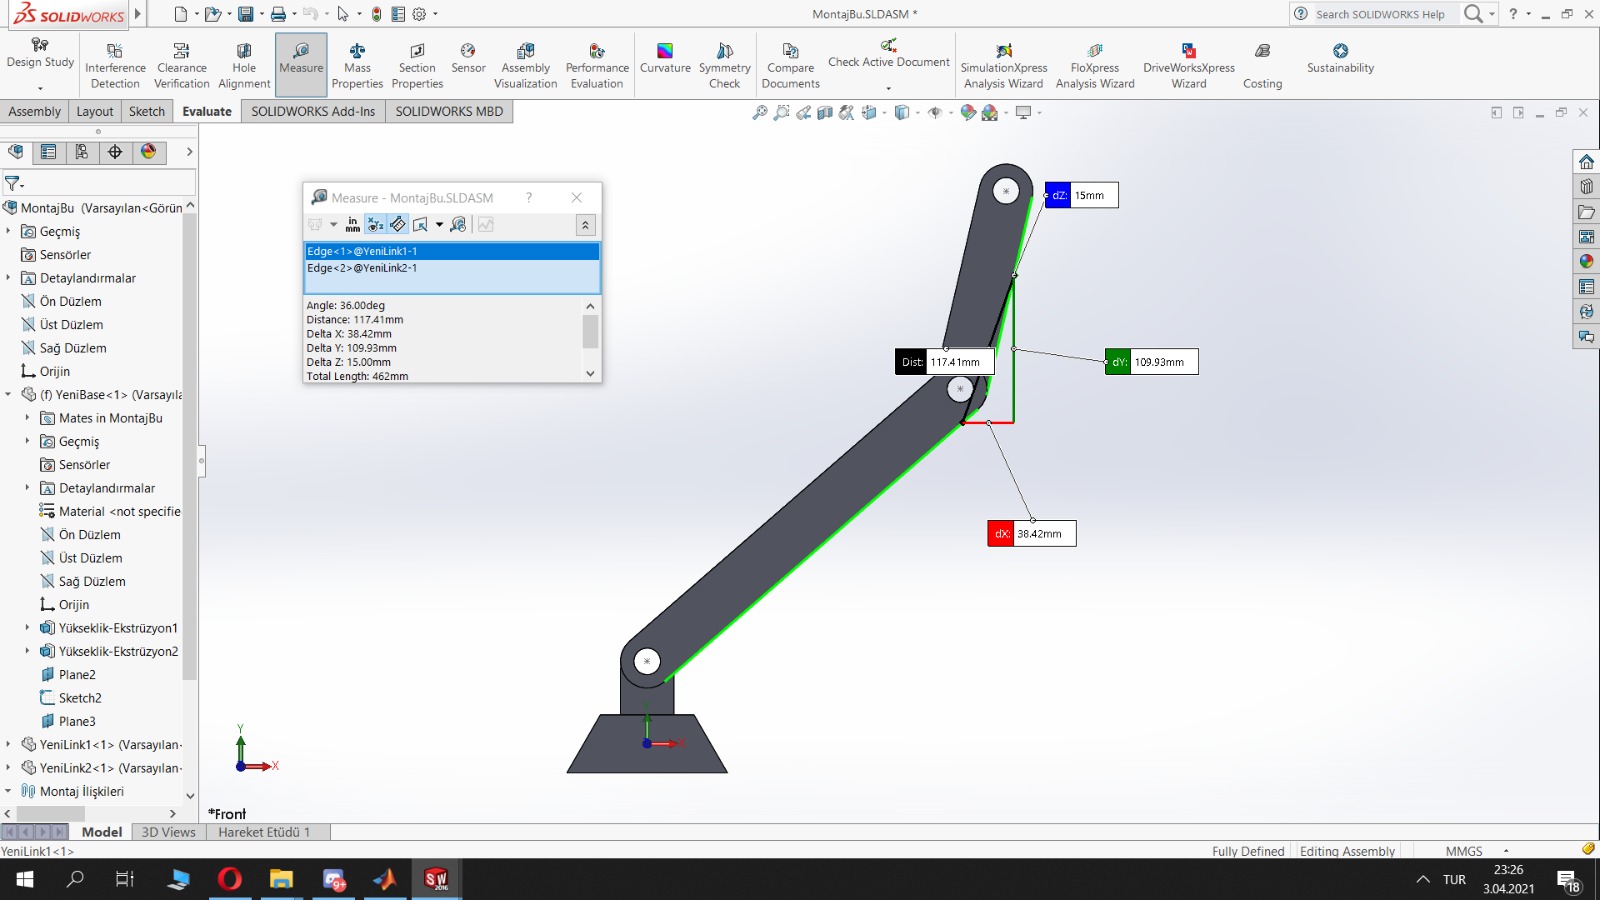 SOLIDWORKS
MontajBu.SLDASM *
Search SOLIDWORKS Help
?
Design Study
Interference Detection
Clearance Verification
Hole Alignment
Measure
Mass Properties
Section Properties
Sensor
Assembly Visualization
Performance Evaluation
Curvature
Symmetry Check
Compare Documents
Check Active Document
SimulationXpress Analysis Wizard
FloXpress Analysis Wizard
DriveWorksXpress Wizard
Costing
Sustainability
Assembly
Layout
Sketch
Evaluate
SOLIDWORKS Add-Ins
SOLIDWORKS MBD
MontajBu (Varsayılan<Görün
Geçmiş
Sensörler
Detaylandırmalar
Ön Düzlem
Üst Düzlem
Sağ Düzlem
Orijin
(f) YeniBase<1> (Varsayıla
Mates in MontajBu
Geçmiş
Sensörler
Detaylandırmalar
Material <not specifie
Ön Düzlem
Üst Düzlem
Sağ Düzlem
Orijin
Yükseklik-Ekstrüzyon1
Yükseklik-Ekstrüzyon2
Plane2
Sketch2
Plane3
YeniLink1<1> (Varsayılan-
YeniLink2<1> (Varsayılan-
Montaj İlişkileri
Measure - MontajBu.SLDASM
?
in
mm
Edge<1>@YeniLink1-1
Edge<2>@YeniLink2-1
Angle: 36.00deg
Distance: 117.41mm
Delta X: 38.42mm
Delta Y: 109.93mm
Delta Z: 15.00mm
Total Length: 462mm
dZ: 15mm
Dist: 117.41mm
dY: 109.93mm
dX: 38.42mm
Y
X
*Front
Model
3D Views
Hareket Etüdü 1
YeniLink1<1>
Fully Defined
Editing Assembly
MMGS
9+
SW
2016
TUR
23:26
3.04.2021
18